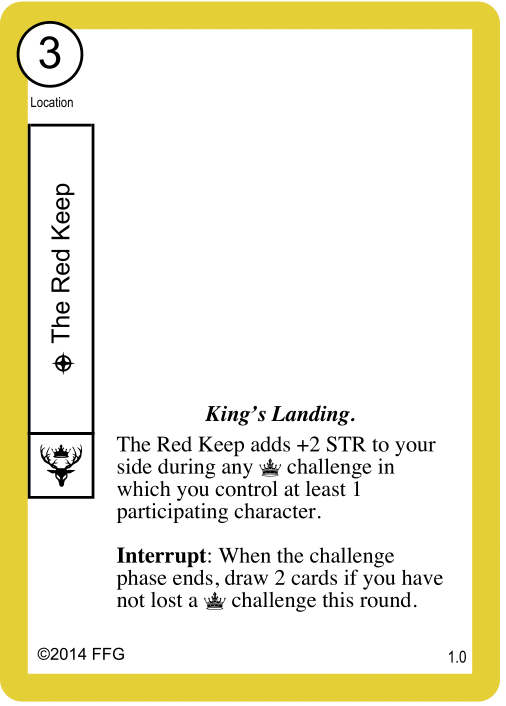 3
Location
The Red Keep
King's Landing.
The Red Keep adds +2 STR to your
side during any challenge in
which you control at least 1
participating character.
Interrupt: When the challenge
phase ends, draw 2 cards if you have
not lost a challenge this round.
©2014 FFG
1.0